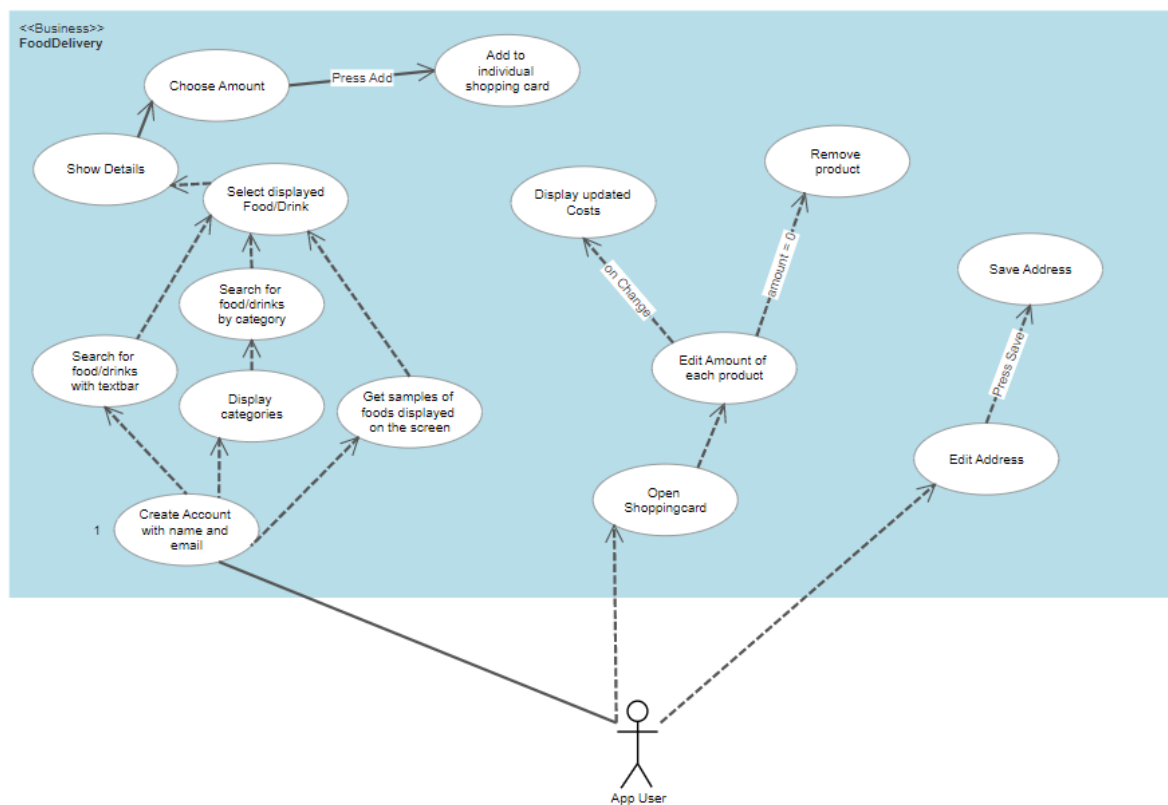 <<Business>>
FoodDelivery
Choose Amount
Press Add
Add to
individual
shopping card
Show Details
Select displayed
Food/Drink
Remove
product
Display updated
Costs
amount = 0
on Change
Save Address
Search for
food/drinks
by category
Search for
food/drinks
with textbar
Display
categories
Get samples of
foods displayed
on the screen
Edit Amount of
each product
Press Save
Edit Address
Open
Shoppingcard
1
Create Account
with name and
email
App User